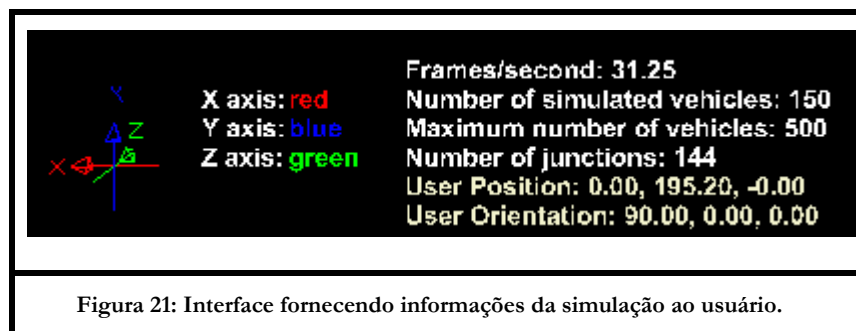 Y
Z
X
X axis: red
Y axis: blue
Z axis: green
Frames/second: 31.25
Number of simulated vehicles: 150
Maximum number of vehicles: 500
Number of junctions: 144
User Position: 0.00, 195.20, -0.00
User Orientation: 90.00, 0.00, 0.00
Figura 21: Interface fornecendo informações da simulação ao usuário.